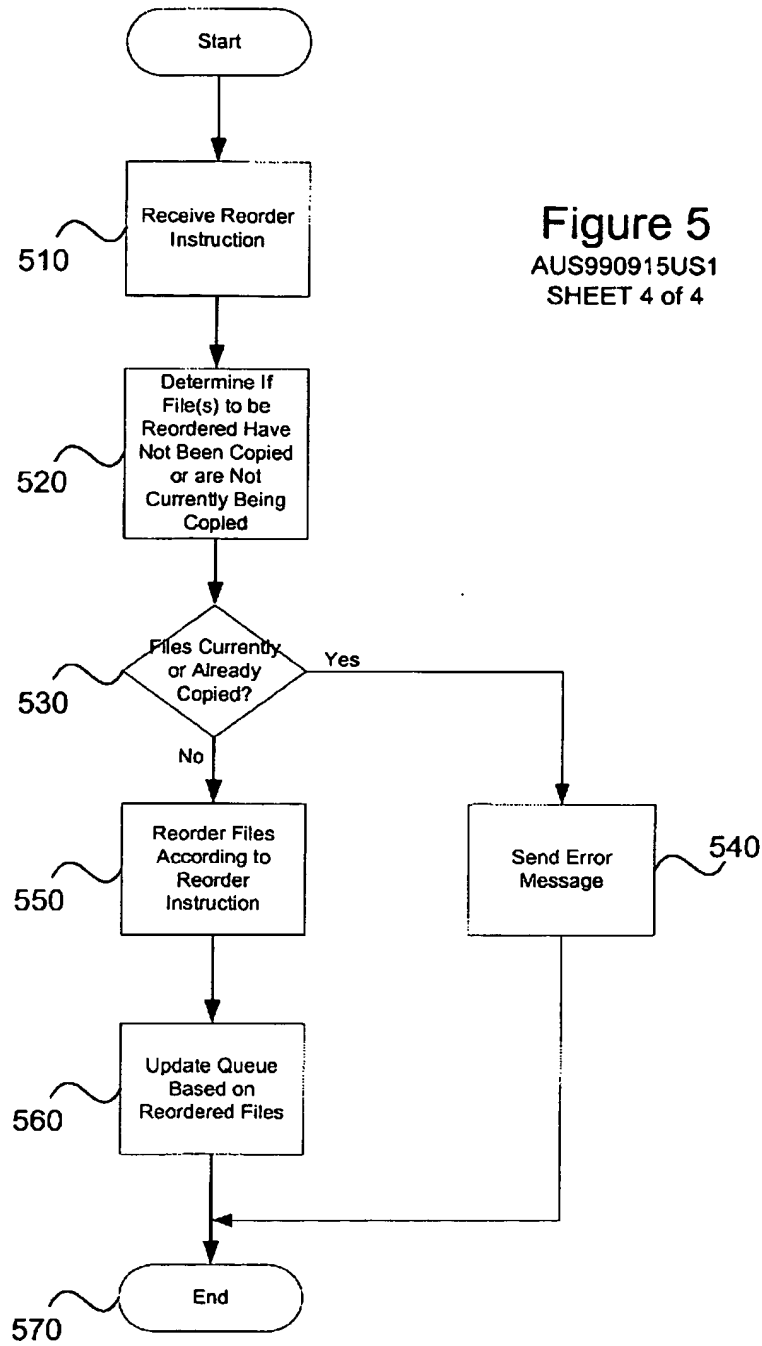 Start
Receive Reorder
Instruction
510
Figure 5
AUS990915US1
SHEET 4 of 4
Determine If
File(s) to be
Reordered Have
Not Been Copied
or are Not
Currently Being
Copied
520
Files Currently
or Already
Copied?
530
Yes
No
Reorder Files
According to
Reorder
Instruction
550
Send Error
Message
540
Update Queue
Based on
Reordered Files
560
End
570